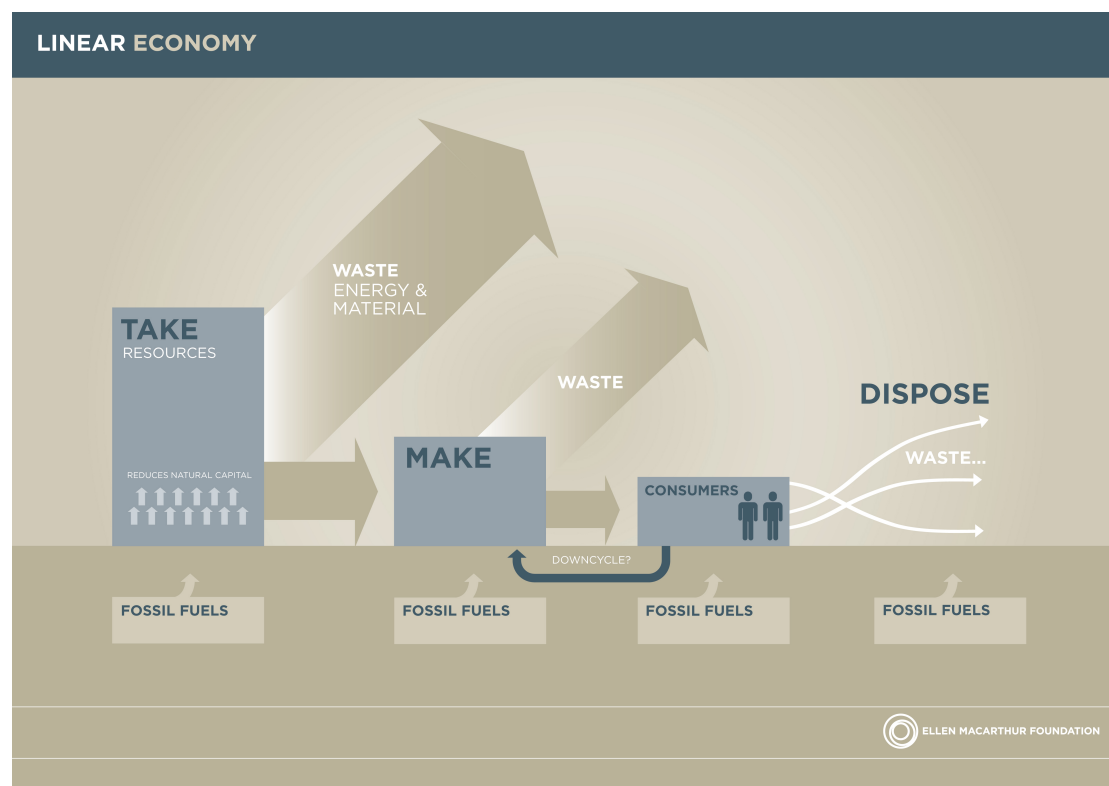 LINEAR ECONOMY
WASTE
ENERGY &
MATERIAL
TAKE
RESOURCES
REDUCES NATURAL CAPITAL
WASTE
MAKE
DISPOSE
WASTE...
CONSUMERS
DOWNCYCLE?
FOSSIL FUELS
FOSSIL FUELS
FOSSIL FUELS
FOSSIL FUELS
ELLEN MACARTHUR FOUNDATION